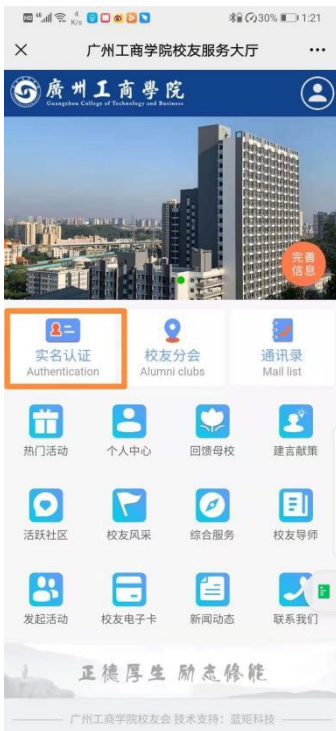 HD 4G 4 K/s 30% 1:21
× 广州工商学院校友服务大厅 ···
廣州工商學院
Guangzhou College of Technology and Business
完善
信息
实名认证 校友分会 通讯录
Authentication Alumni clubs Mail list
热门活动 个人中心 回馈母校 建言献策
活跃社区 校友风采 综合服务 校友导师
发起活动 校友电子卡 新闻动态 联系我们
正德厚生 励志修能
广州工商学院校友会 技术支持：蓝矩科技